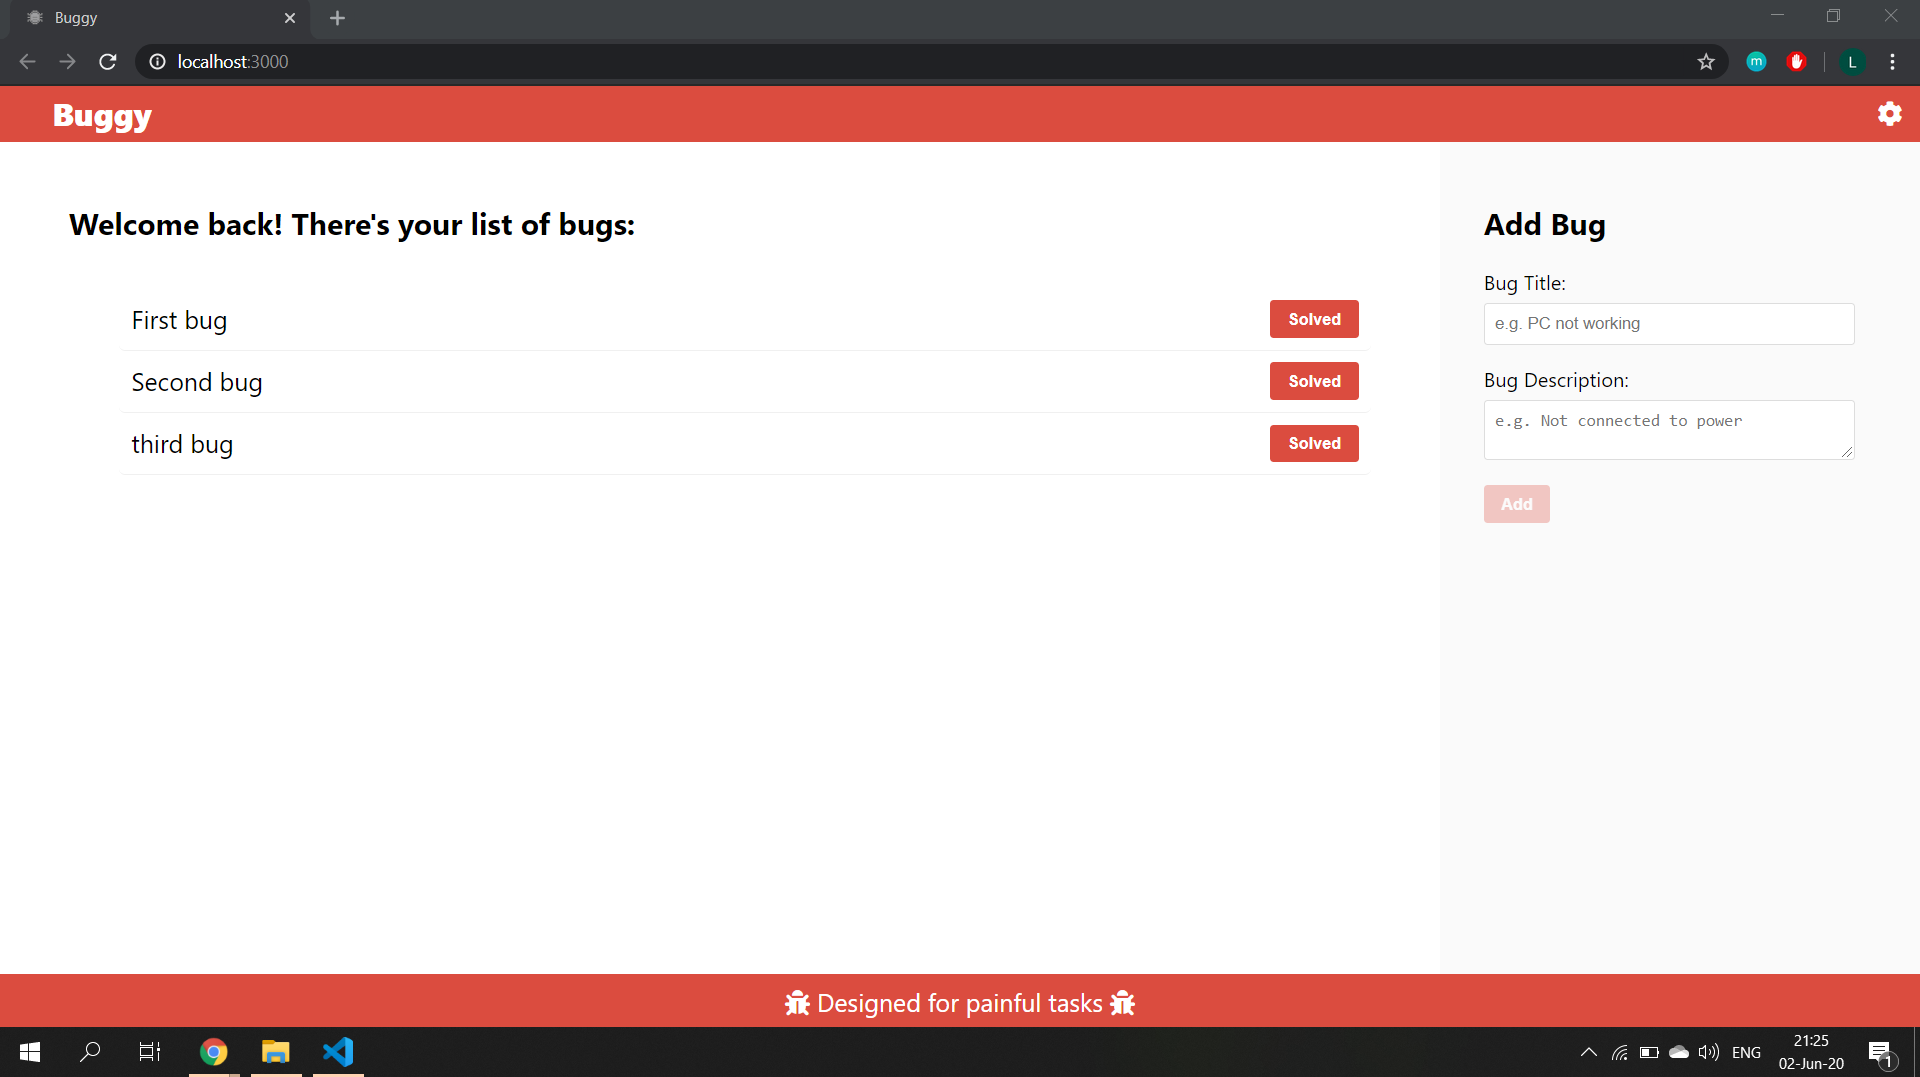 Buggy
localhost:3000
m
L
Buggy
Welcome back! There's your list of bugs:
First bug
Solved
Second bug
Solved
third bug
Solved
Add Bug
Bug Title:
e.g. PC not working
Bug Description:
e.g. Not connected to power
Add
Designed for painful tasks
ENG
21:25
02-Jun-20
1